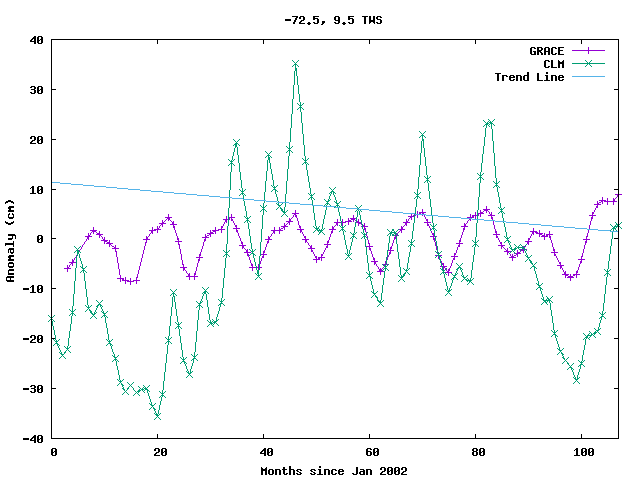 -72.5, 9.5 TWS
GRACE
CLM
Trend Line
40
30
20
10
0
-10
-20
-30
-40
Anomaly (cm)
0 20 40 60 80 100
Months since Jan 2002